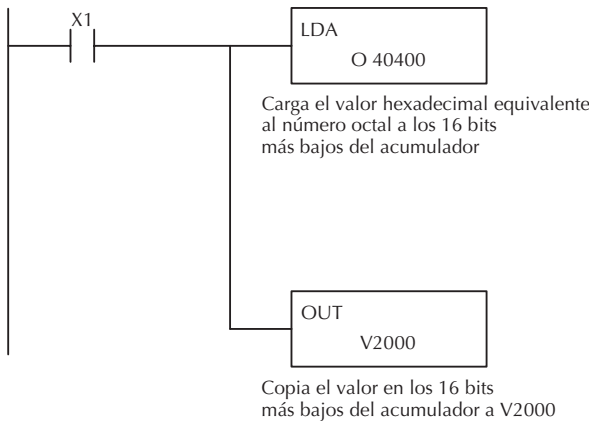 X1
LDA
O 40400
Carga el valor hexadecimal equivalente
al número octal a los 16 bits
más bajos del acumulador
OUT
V2000
Copia el valor en los 16 bits
más bajos del acumulador a V2000